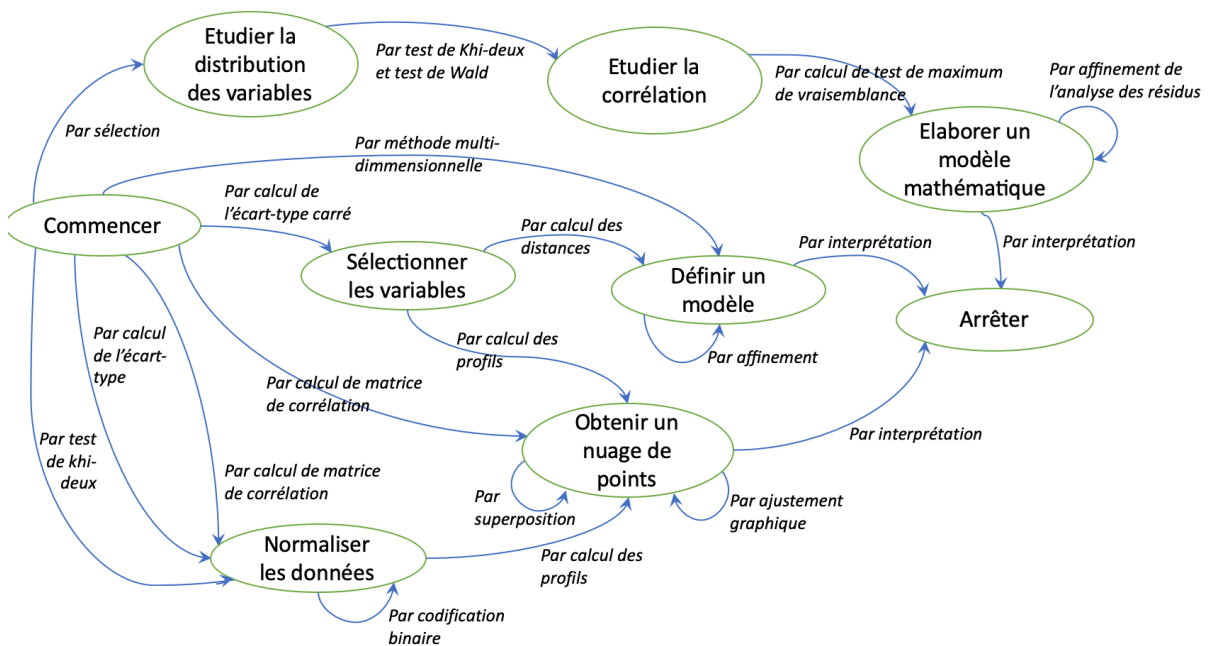 Etudier la
distribution
des variables
Par test de Khi-deux
et test de Wald
Etudier la
corrélation
Par calcul de test de maximum
de vraisemblance
Par affinement de
l'analyse des résidus
Elaborer un
modèle
mathématique
Par sélection
Par méthode multi-
dimmensionnelle
Par calcul de
l'écart-type carré
Commencer
Par calcul des
distances
Par interprétation
Par interprétation
Sélectionner
les variables
Définir un
modèle
Arrêter
Par calcul
de l'écart-
type
Par calcul des
profils
Par affinement
Par calcul de matrice
de corrélation
Obtenir un
nuage de
points
Par interprétation
Par test
de khi-
deux
Par calcul de matrice
de corrélation
Par
superposition
Par ajustement
graphique
Normaliser
les données
Par calcul des
profils
Par codification
binaire